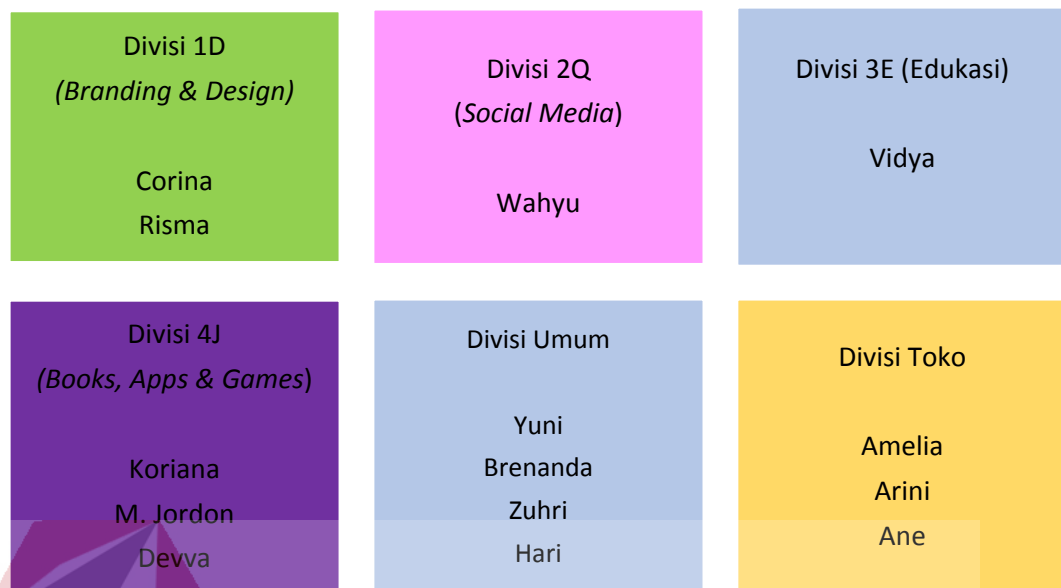 Divisi 1D
(Branding & Design)
Corina
Risma
Divisi 2Q
(Social Media)
Wahyu
Divisi 3E (Edukasi)
Vidya
Divisi 4J
(Books, Apps & Games)
Koriana
M. Jordon
Devva
Divisi Umum
Yuni
Brenanda
Zuhri
Hari
Divisi Toko
Amelia
Arini
Ane